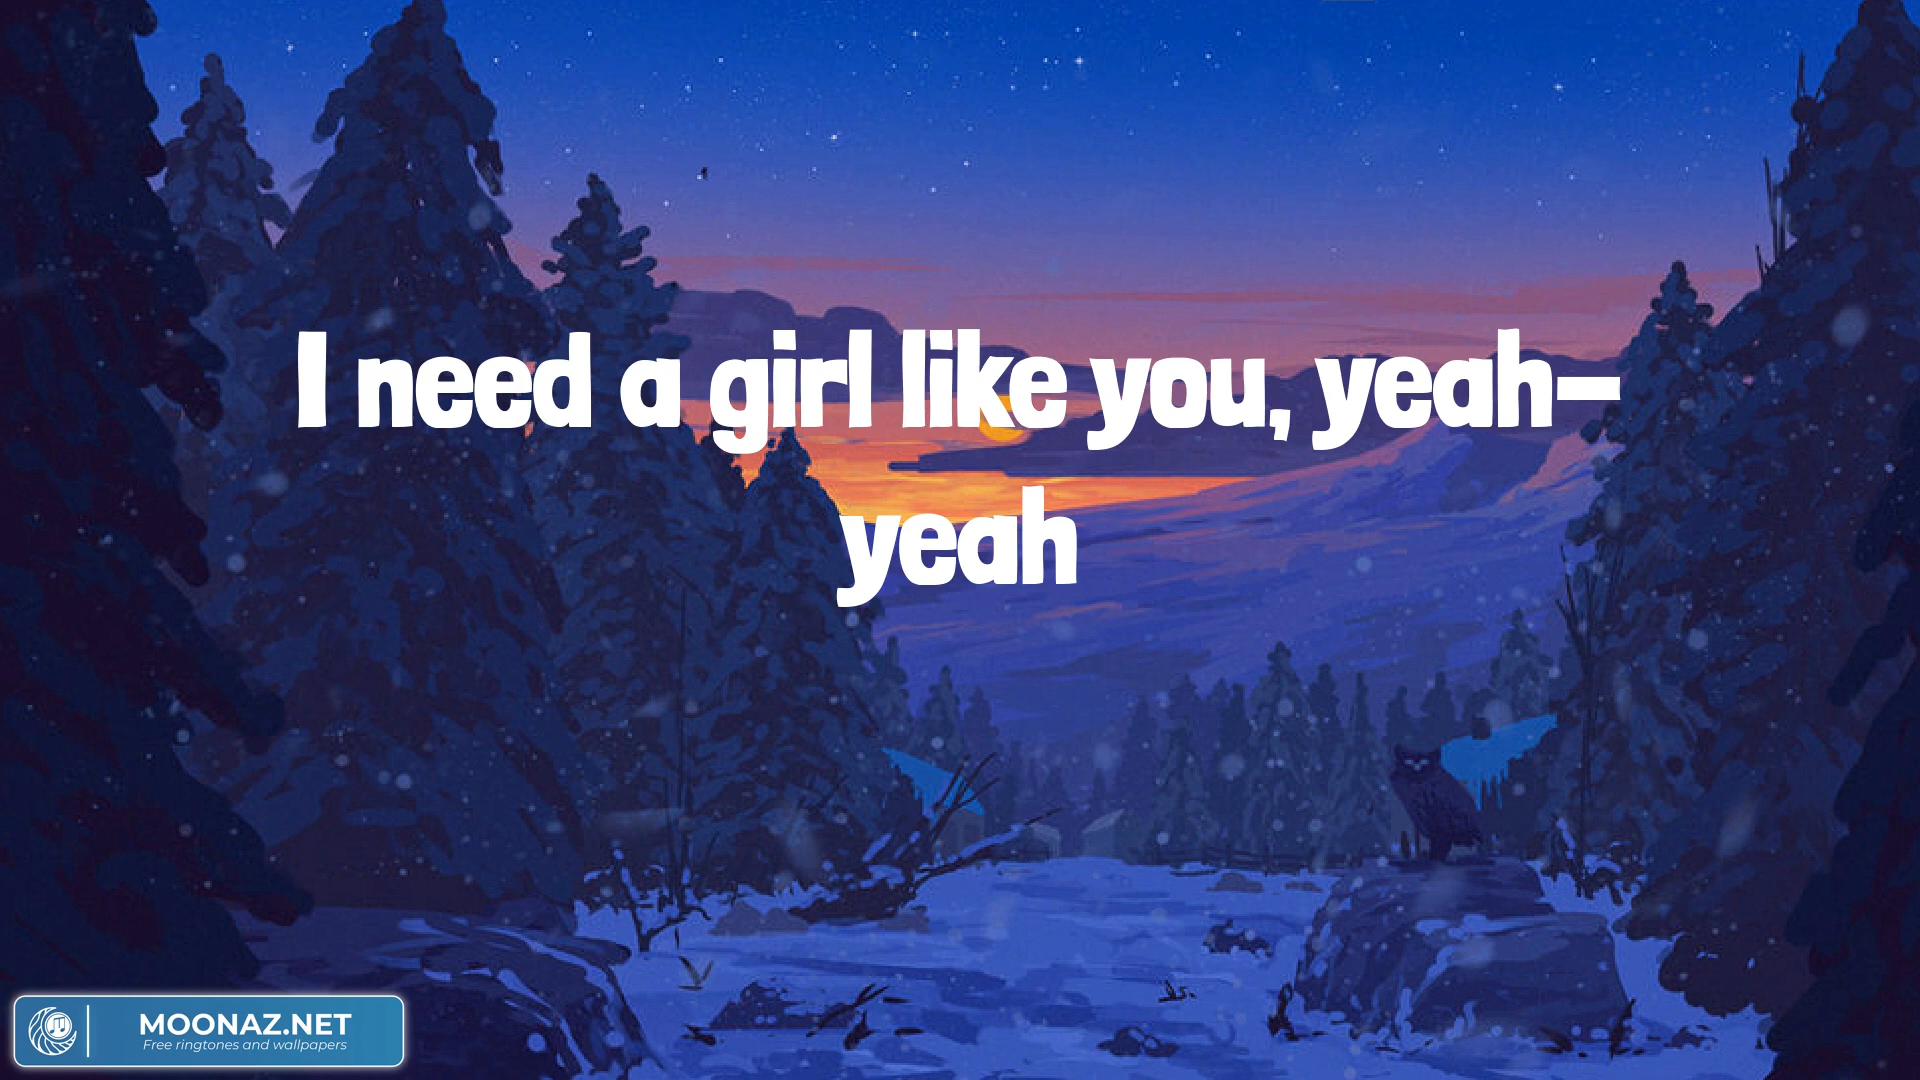 I need a girl like you, yeah-
yeah
MOONAZ.NET
Free ringtones and wallpapers